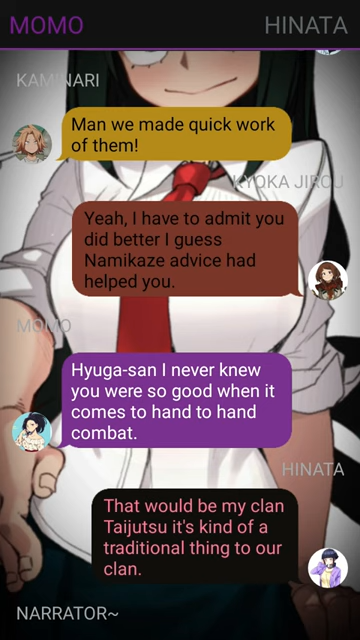 MOMO HINATA
KAMINARI
Man we made quick work
of them!
KYOKA JIROU
Yeah, I have to admit you
did better I guess
Namikaze advice had
helped you.
MOMO
Hyuga-san I never knew
you were so good when it
comes to hand to hand
combat.
HINATA
That would be my clan
Taijutsu it's kind of a
traditional thing to our
clan.
NARRATOR~